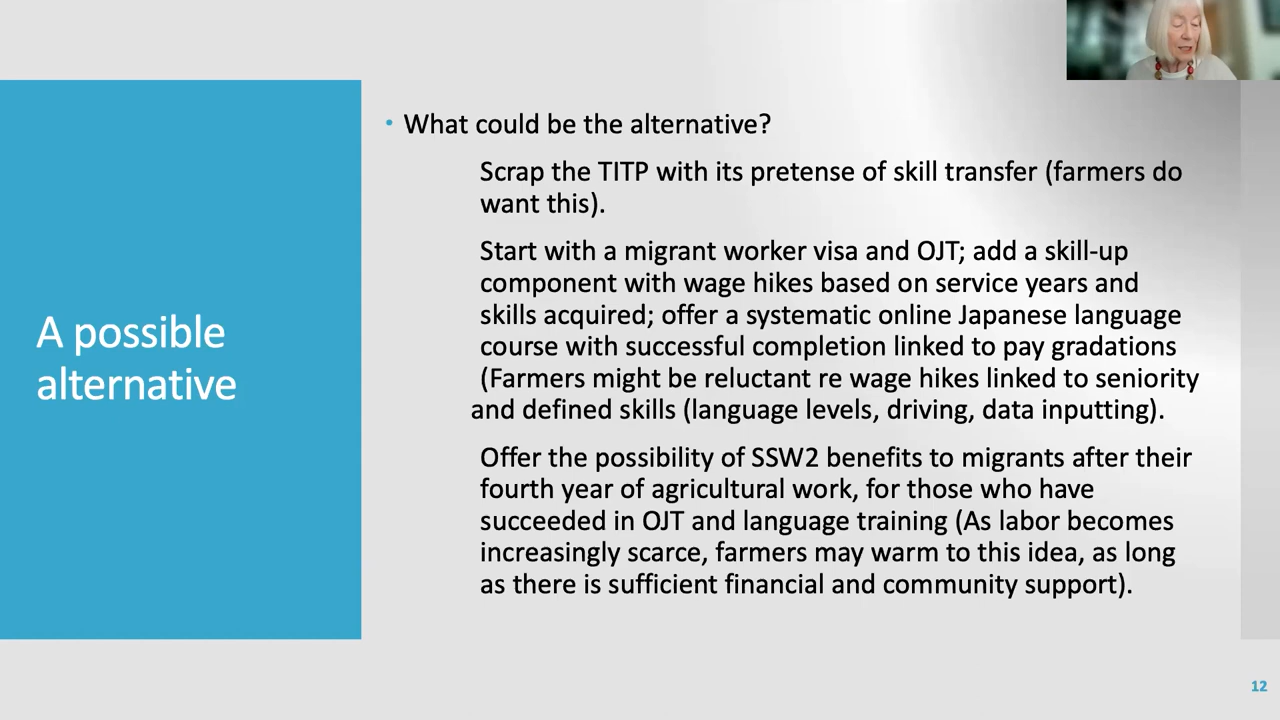 A possible
alternative
• What could be the alternative?
Scrap the TITP with its pretense of skill transfer (farmers do
want this).
Start with a migrant worker visa and OJT; add a skill-up
component with wage hikes based on service years and
skills acquired; offer a systematic online Japanese language
course with successful completion linked to pay gradations
(Farmers might be reluctant re wage hikes linked to seniority
and defined skills (language levels, driving, data inputting).
Offer the possibility of SSW2 benefits to migrants after their
fourth year of agricultural work, for those who have
succeeded in OJT and language training (As labor becomes
increasingly scarce, farmers may warm to this idea, as long
as there is sufficient financial and community support).
12